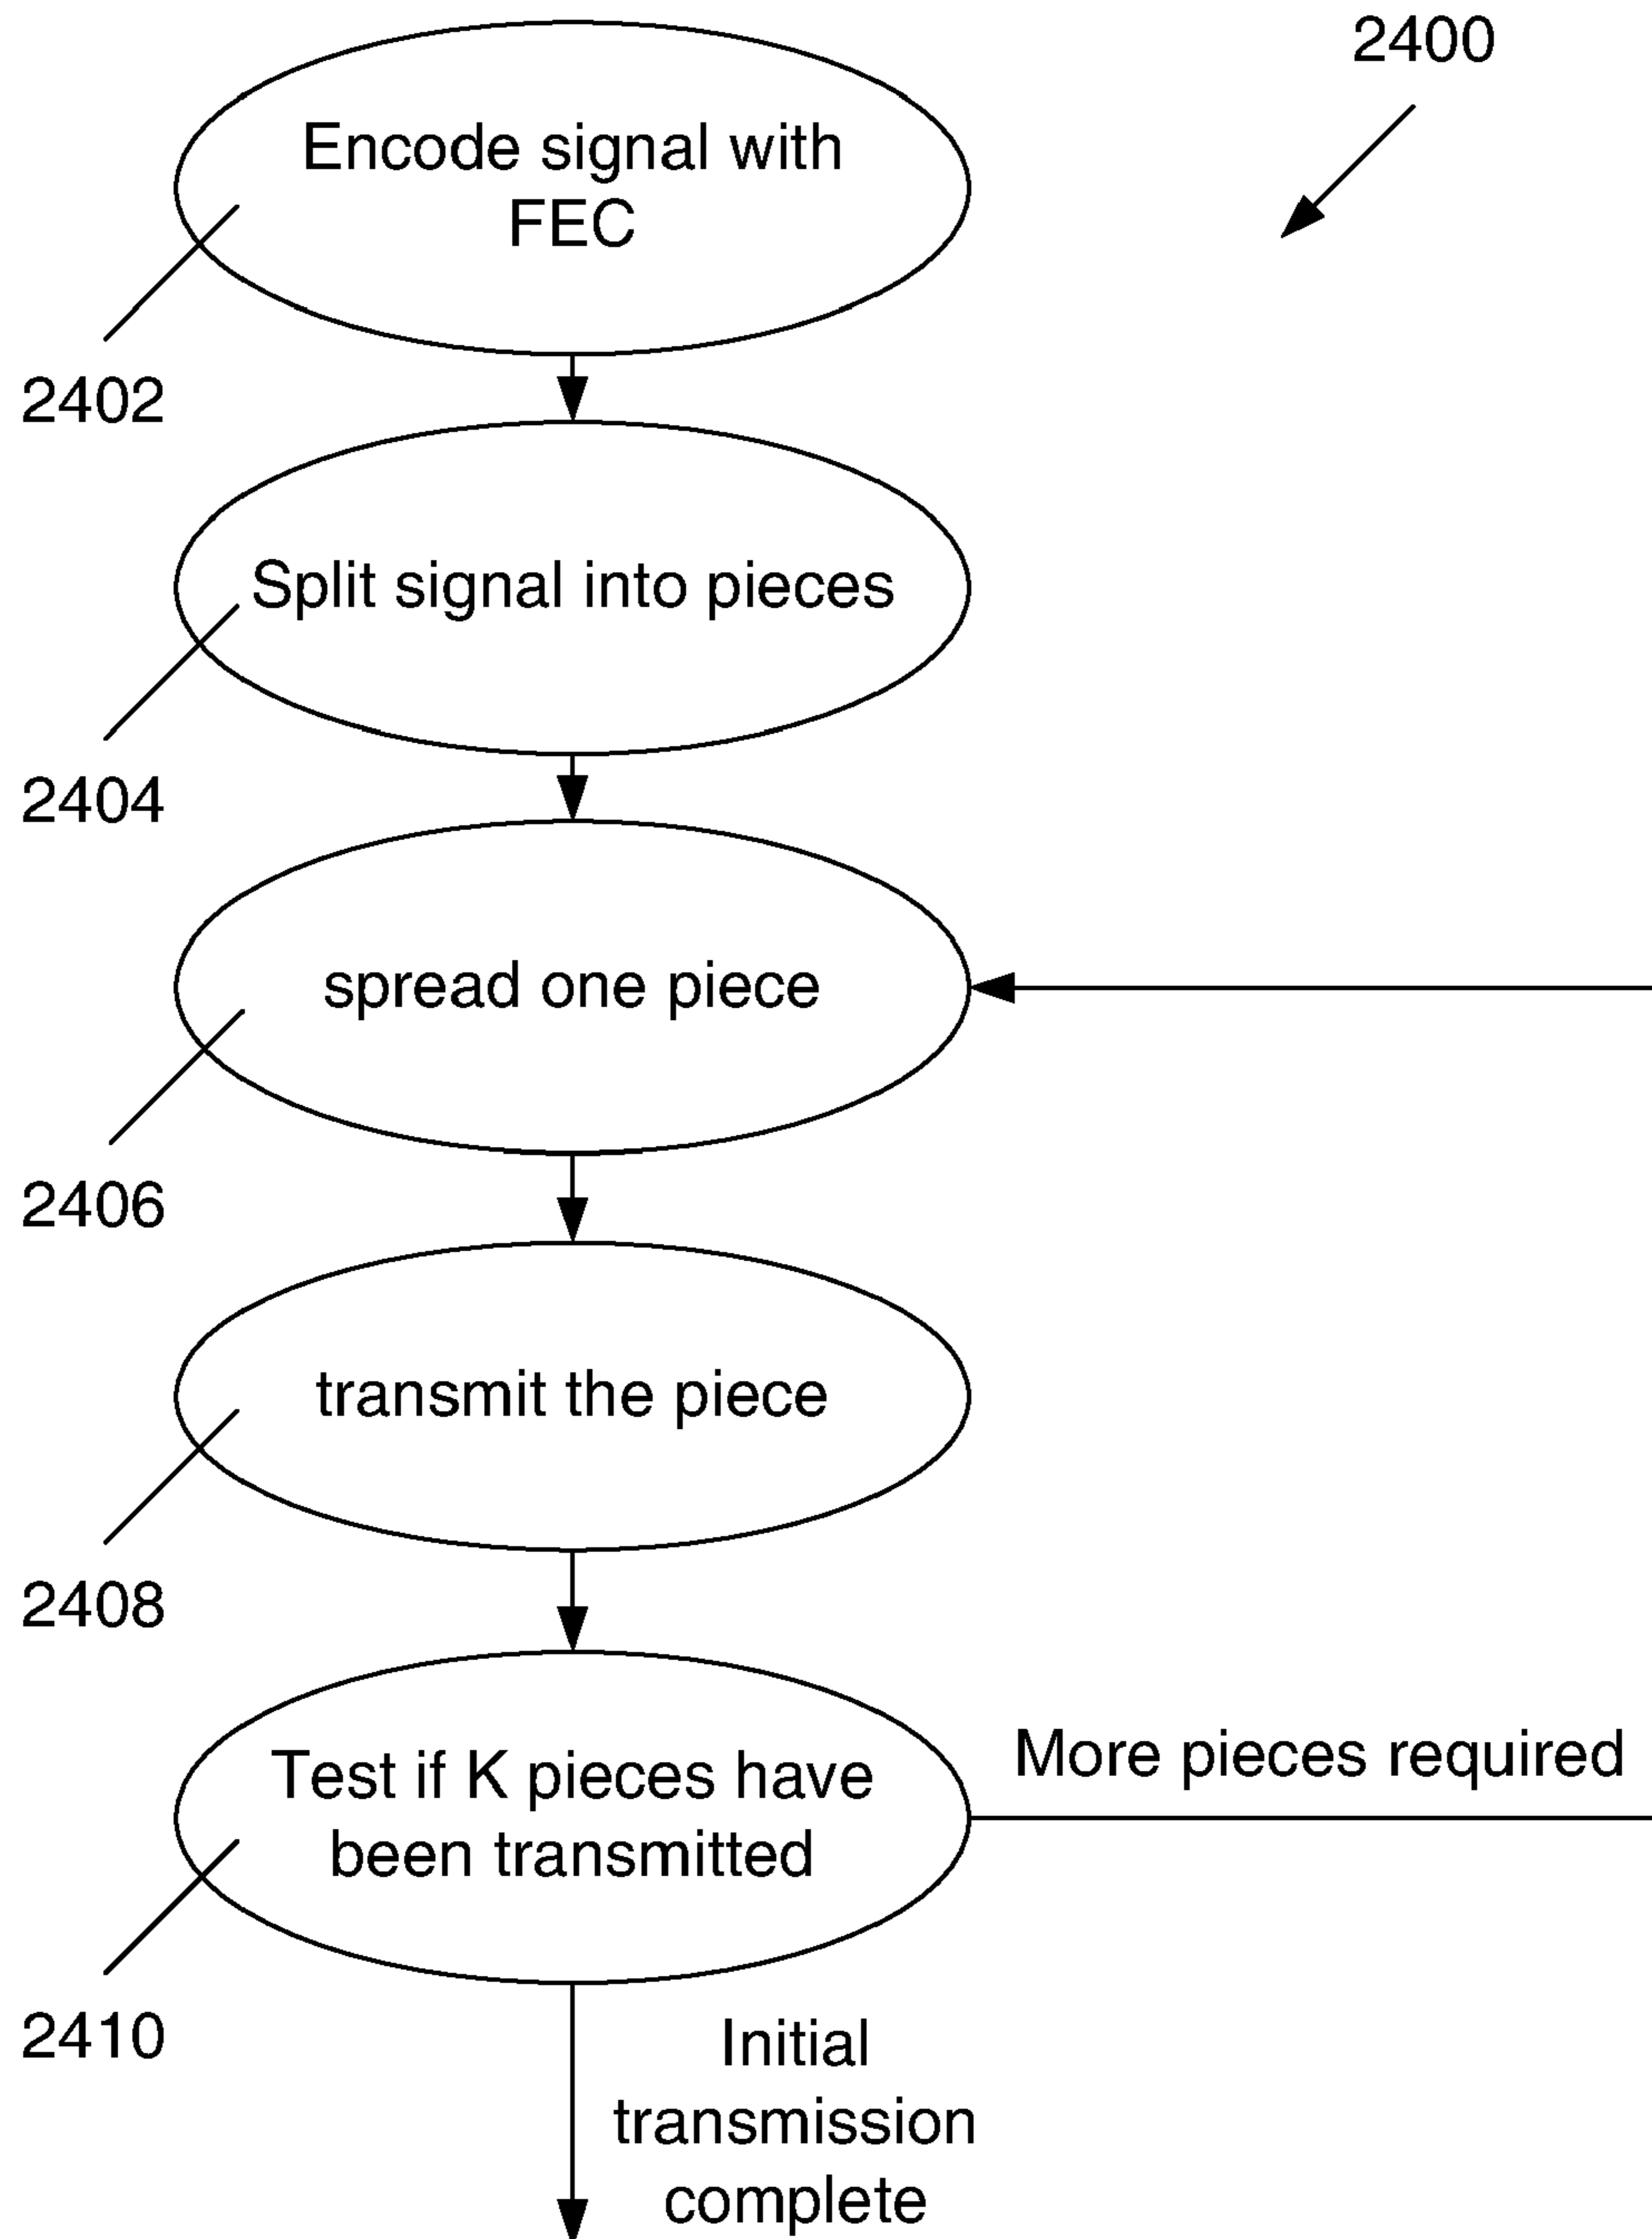 2400
Encode signal with
FEC
2402
Split signal into pieces
2404
spread one piece
2406
transmit the piece
2408
Test if K pieces have
been transmitted
More pieces required
2410
Initial
transmission
complete